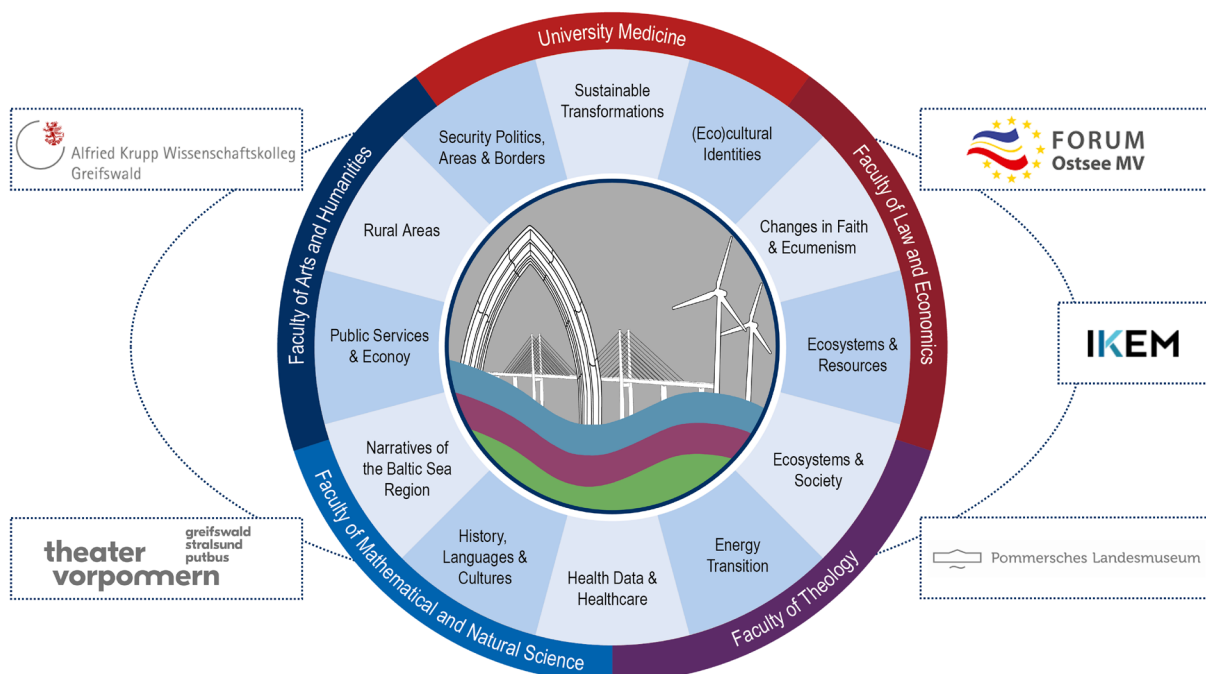 University Medicine
Faculty of Law and Economics
Faculty of Theology
Faculty of Mathematical and Natural Science
Faculty of Arts and Humanities
Sustainable
Transformations
(Eco)cultural
Identities
Changes in Faith
& Ecumenism
Ecosystems &
Resources
Ecosystems &
Society
Energy
Transition
Health Data &
Healthcare
History,
Languages &
Cultures
Narratives of
the Baltic Sea
Region
Public Services
& Econoy
Rural Areas
Security Politics,
Areas & Borders
Alfried Krupp Wissenschaftskolleg
Greifswald
theater
vorpommern
greifswald
stralsund
putbus
FORUM
Ostsee MV
IKEM
Pommersches Landesmuseum